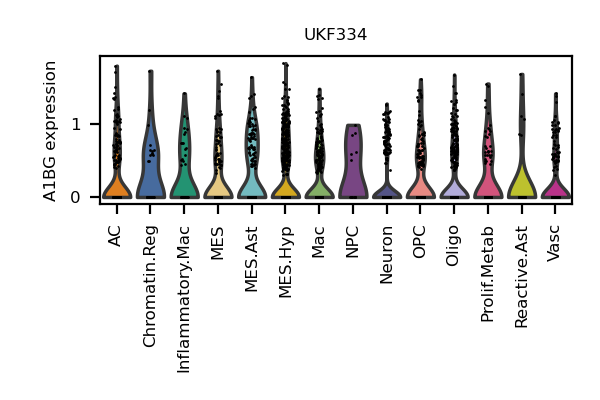 UKF334
A1BG expression
1
0
AC
Chromatin.Reg
Inflammatory.Mac
MES
MES.Ast
MES.Hyp
Mac
NPC
Neuron
OPC
Oligo
Prolif.Metab
Reactive.Ast
Vasc